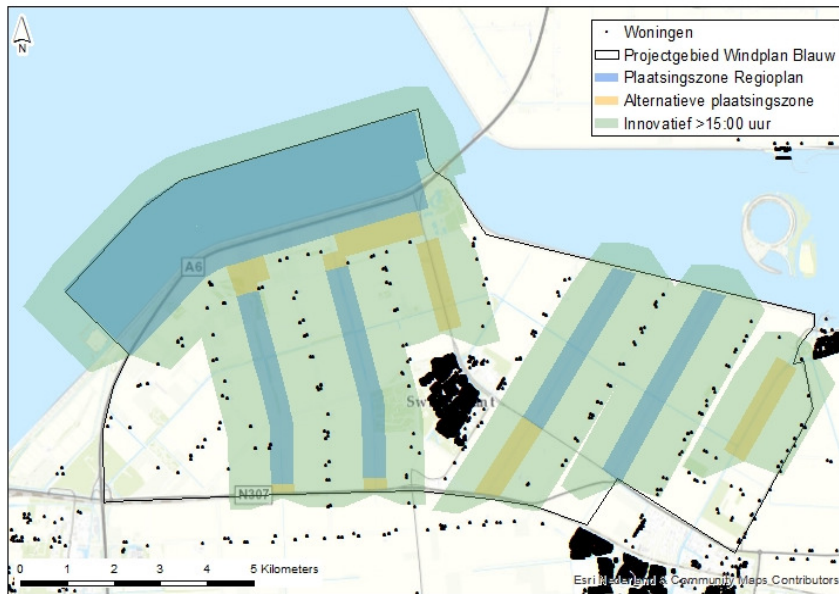 N
Woningen
Projectgebied Windplan Blauw
Plaatsingszone Regioplan
Alternatieve plaatsingszone
Innovatief >15:00 uur
A6
N307
0 1 2 3 4 5 Kilometers
Esri Nederland & Community Maps Contributors